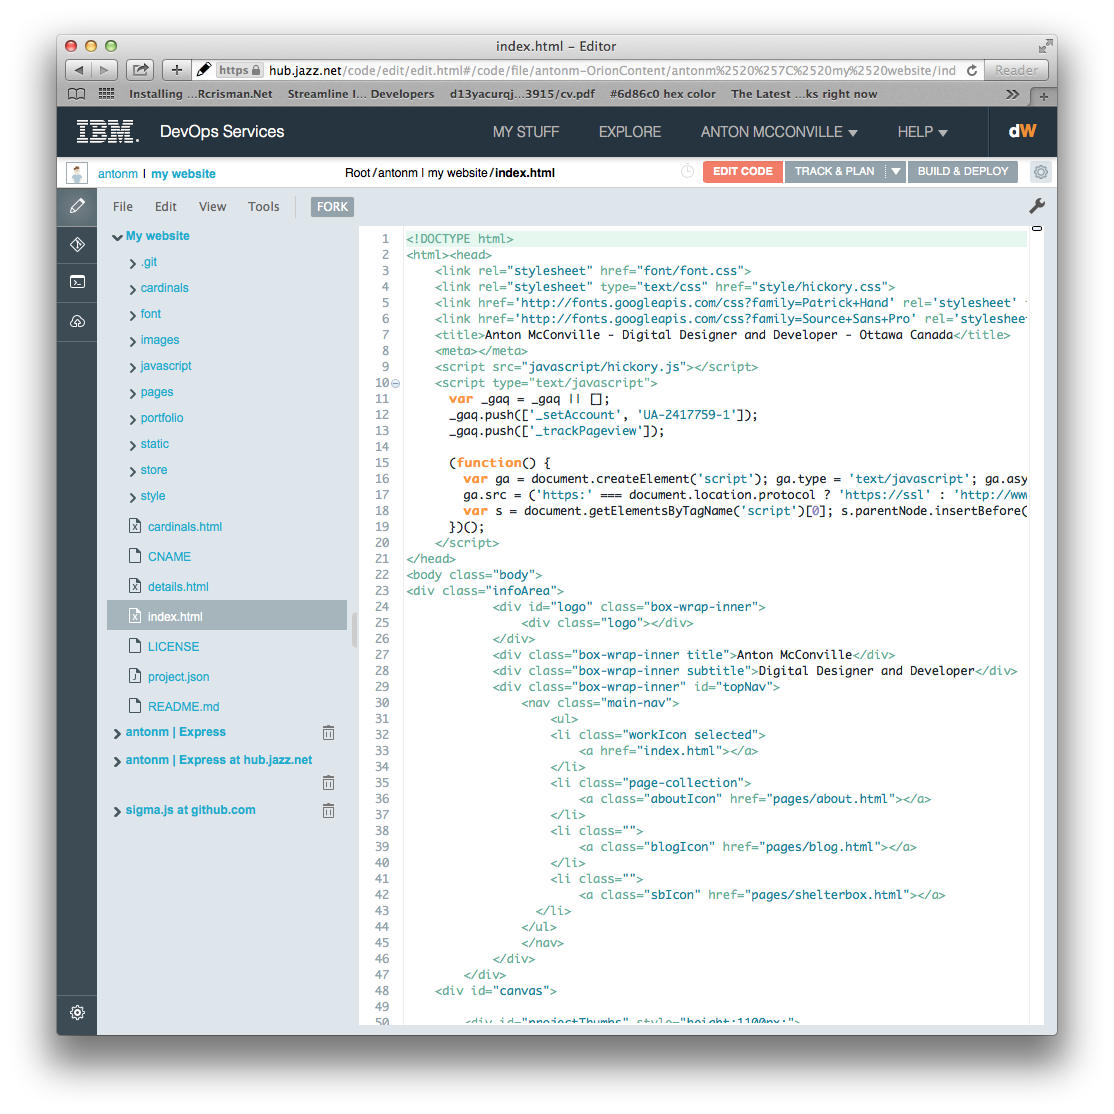 index.html – Editor
https hub.jazz.net/code/edit/edit.html#/code/file/antonm-OrionContent/antonm%2520%257C%2520my%2520website/ind Reader
Installing ...Rcrisman.Net Streamline I... Developers d13yacurqj...3915/cv.pdf #6d86c0 hex color The Latest ...ks right now
IBM. DevOps Services MY STUFF EXPLORE ANTON MCCONVILLE HELP dW
antonm | my website Root/antonm | my website/index.html EDIT CODE TRACK & PLAN BUILD & DEPLOY
File Edit View Tools FORK
My website
.git
cardinals
font
images
javascript
pages
portfolio
static
store
style
cardinals.html
CNAME
details.html
index.html
LICENSE
project.json
README.md
antonm | Express
antonm | Express at hub.jazz.net
sigma.js at github.com
1 <!DOCTYPE html>
2 <html><head>
3 <link rel="stylesheet" href="font/font.css">
4 <link rel="stylesheet" type="text/css" href="style/hickory.css">
5 <link href='http://fonts.googleapis.com/css?family=Patrick+Hand' rel='stylesheet'
6 <link href='http://fonts.googleapis.com/css?family=Source+Sans+Pro' rel='stylesheet
7 <title>Anton McConville - Digital Designer and Developer - Ottawa Canada</title>
8 <meta></meta>
9 <script src="javascript/hickory.js"></script>
10 <script type="text/javascript">
11 var _gaq = _gaq || [];
12 _gaq.push(['_setAccount', 'UA-2417759-1']);
13 _gaq.push(['_trackPageview']);
14
15 (function() {
16 var ga = document.createElement('script'); ga.type = 'text/javascript'; ga.asy
17 ga.src = ('https:' === document.location.protocol ? 'https://ssl' : 'http://www
18 var s = document.getElementsByTagName('script')[0]; s.parentNode.insertBefore(
19 })();
20 </script>
21 </head>
22 <body class="body">
23 <div class="infoArea">
24 <div id="logo" class="box-wrap-inner">
25 <div class="logo"></div>
26 </div>
27 <div class="box-wrap-inner title">Anton McConville</div>
28 <div class="box-wrap-inner subtitle">Digital Designer and Developer</div>
29 <div class="box-wrap-inner" id="topNav">
30 <nav class="main-nav">
31 <ul>
32 <li class="workIcon selected">
33 <a href="index.html"></a>
34 </li>
35 <li class="page-collection">
36 <a class="aboutIcon" href="pages/about.html"></a>
37 </li>
38 <li class="">
39 <a class="blogIcon" href="pages/blog.html"></a>
40 </li>
41 <li class="">
42 <a class="sbIcon" href="pages/shelterbox.html"></a>
43 </li>
44 </ul>
45 </nav>
46 </div>
47 </div>
48 <div id="canvas">
49
50 <div id="projectThumbs" style="height:1100px;">